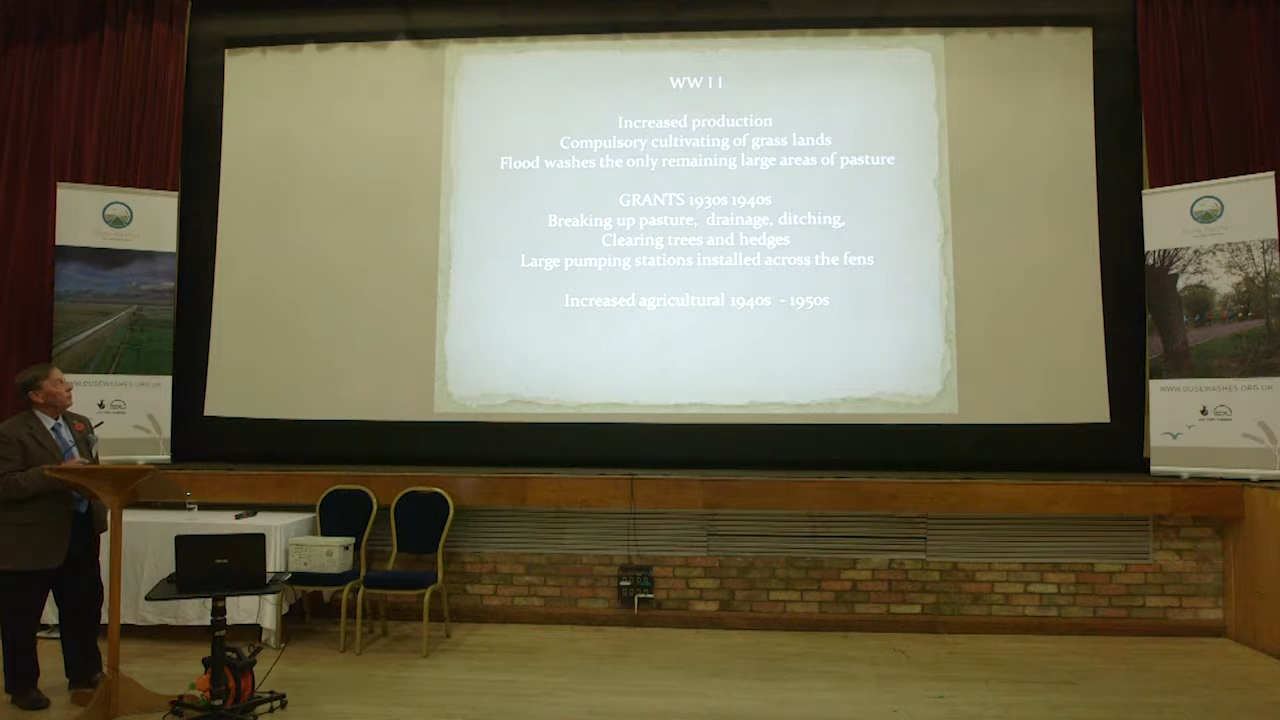 WW I I
Increased production
Compulsory cultivating of grass lands
Flood washes the only remaining large areas of pasture
GRANTS 1930s 1940s
Breaking up pasture, drainage, ditching,
Clearing trees and hedges
Large pumping stations installed across the fens
Increased agricultural 1940s - 1950s
WWW.OUSEWASHES.ORG.UK
WWW.OUSEWASHES.ORG.UK